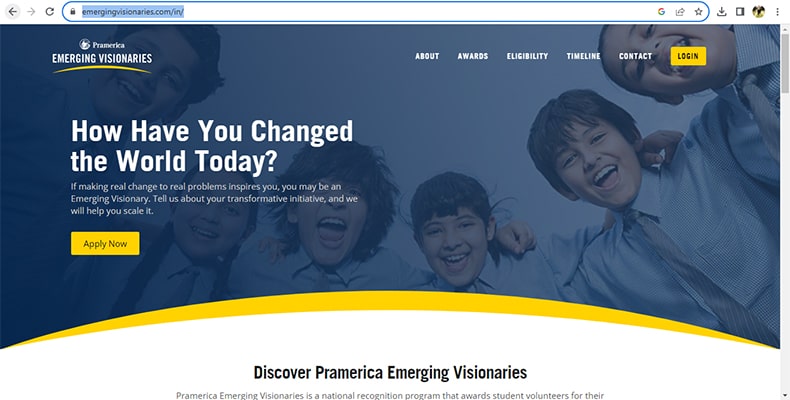 emergingvisionaries.com/in/
Pramerica
EMERGING VISIONARIES
ABOUT AWARDS ELIGIBILITY TIMELINE CONTACT LOGIN
How Have You Changed
the World Today?
If making real change to real problems inspires you, you may be an
Emerging Visionary. Tell us about your transformative initiative, and we
will help you scale it.
Apply Now
Discover Pramerica Emerging Visionaries
Pramerica Emerging Visionaries is a national recognition program that awards student volunteers for their